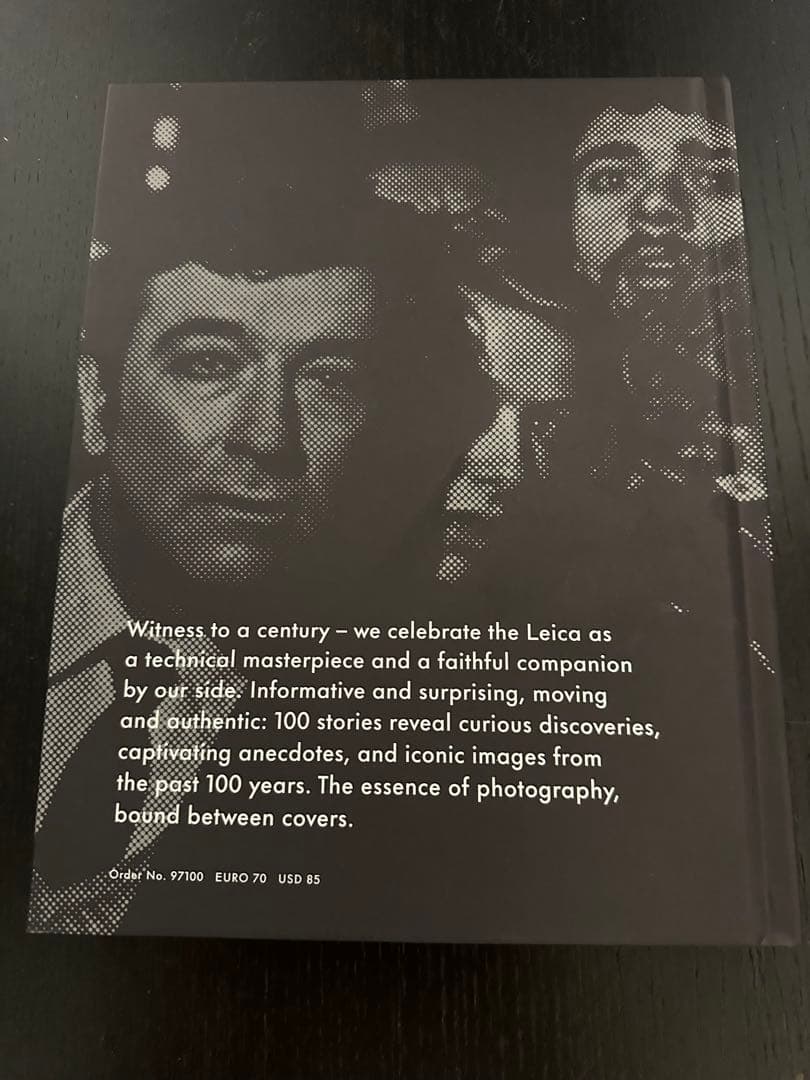 Witness to a century – we celebrate the Leica as
a technical masterpiece and a faithful companion
by our side. Informative and surprising, moving
and authentic: 100 stories reveal curious discoveries,
captivating anecdotes, and iconic images from
the past 100 years. The essence of photography,
bound between covers.
Order No. 97100 EURO 70 USD 85